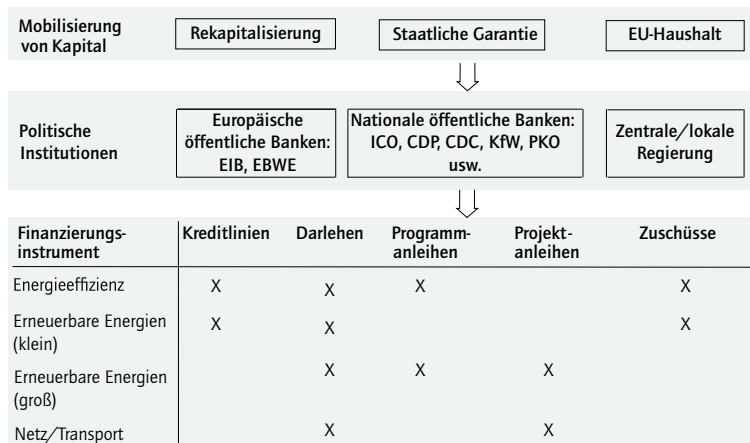 Mobilisierung
von Kapital
Rekapitalisierung
Staatliche Garantie
EU-Haushalt
Politische
Institutionen
Europäische
öffentliche Banken:
EIB, EBWE
Nationale öffentliche Banken:
ICO, CDP, CDC, KfW, PKO
usw.
Zentrale/lokale
Regierung
Finanzierungs-
instrument
Kreditlinien
Darlehen
Programm-
anleihen
Projekt-
anleihen
Zuschüsse
Energieeffizienz X X X X
Erneuerbare Energien
(klein) X X X
Erneuerbare Energien
(groß) X X X
Netz/Transport X X